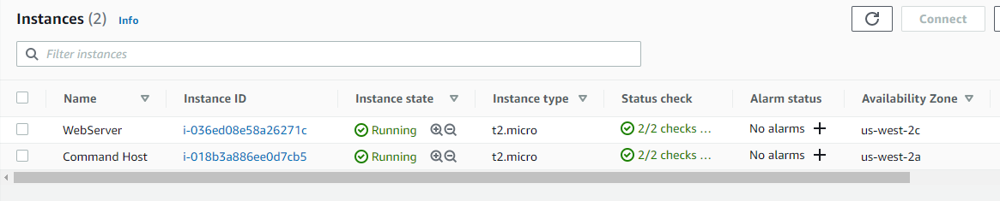 Instances (2) Info
Connect
Filter instances
Name Instance ID Instance state Instance type Status check Alarm status Availability Zone
WebServer i-036ed08e58a26271c Running t2.micro 2/2 checks ... No alarms + us-west-2c
Command Host i-018b3a886ee0d7cb5 Running t2.micro 2/2 checks ... No alarms + us-west-2a